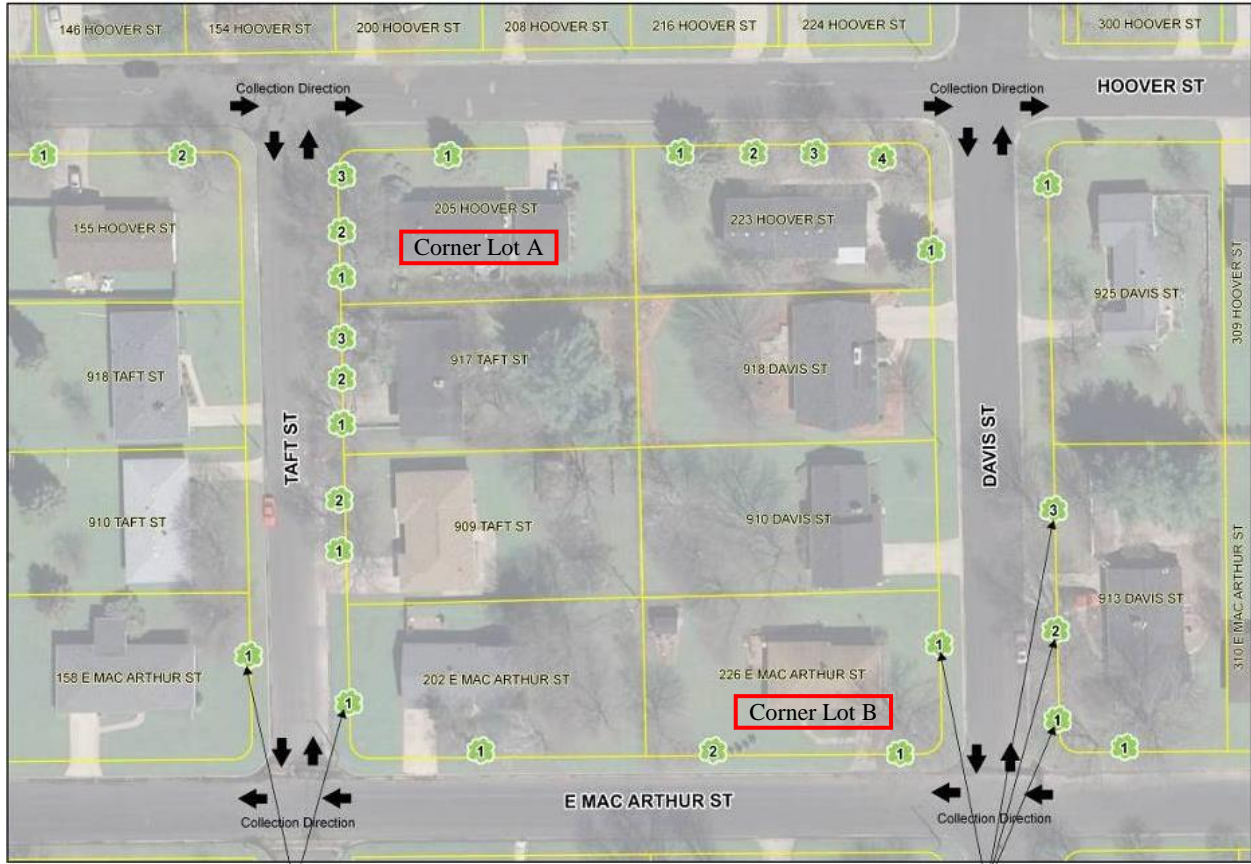 146 HOOVER ST
154 HOOVER ST
200 HOOVER ST
208 HOOVER ST
216 HOOVER ST
224 HOOVER ST
300 HOOVER ST
Collection Direction
Collection Direction
HOOVER ST
1
2
1
1
2
3
4
3
1
205 HOOVER ST
2
223 HOOVER ST
155 HOOVER ST
Corner Lot A
1
1
925 DAVIS ST
309 HOOVER ST
3
917 TAFT ST
918 DAVIS ST
918 TAFT ST
2
1
TAFT ST
DAVIS ST
2
3
910 TAFT ST
909 TAFT ST
910 DAVIS ST
1
913 DAVIS ST
310 E MAC ARTHUR ST
2
1
1
158 E MAC ARTHUR ST
202 E MAC ARTHUR ST
226 E MAC ARTHUR ST
1
Corner Lot B
1
1
2
1
1
E MAC ARTHUR ST
Collection Direction
Collection Direction